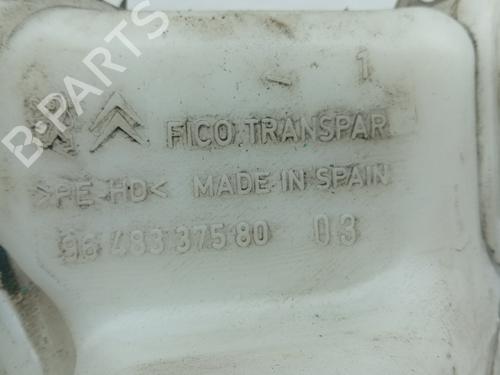 1
FICO TRANSPAR
>PE-HD< MADE IN SPAIN
96 483 375 80 03
B-PARTS